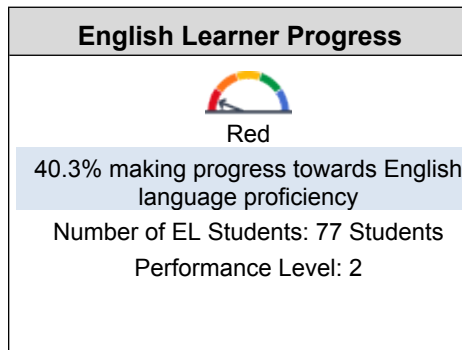 English Learner Progress
Red
40.3% making progress towards English
language proficiency
Number of EL Students: 77 Students
Performance Level: 2